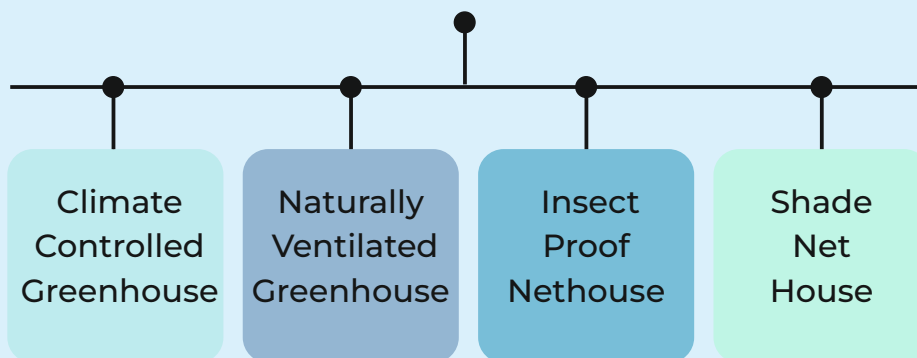 Climate
Controlled
Greenhouse
Naturally
Ventilated
Greenhouse
Insect
Proof
Nethouse
Shade
Net
House